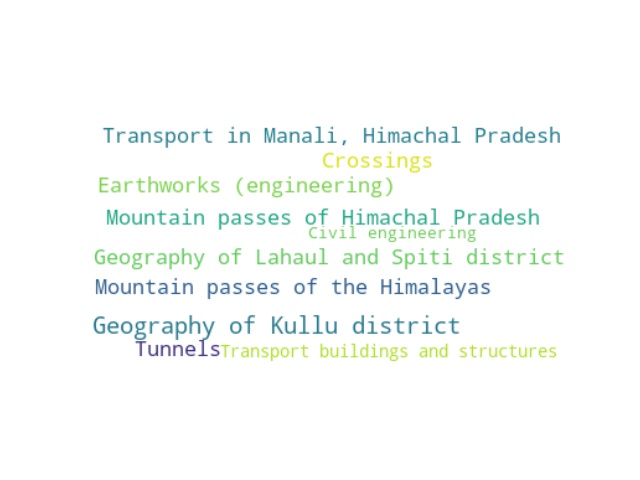 Transport in Manali, Himachal Pradesh
Crossings
Earthworks (engineering)
Mountain passes of Himachal Pradesh
Civil engineering
Geography of Lahaul and Spiti district
Mountain passes of the Himalayas
Geography of Kullu district
Tunnels
Transport buildings and structures